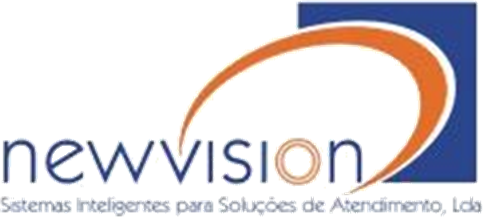 newvision
Sistemas Inteligentes para Soluções de Atendimento, Lda